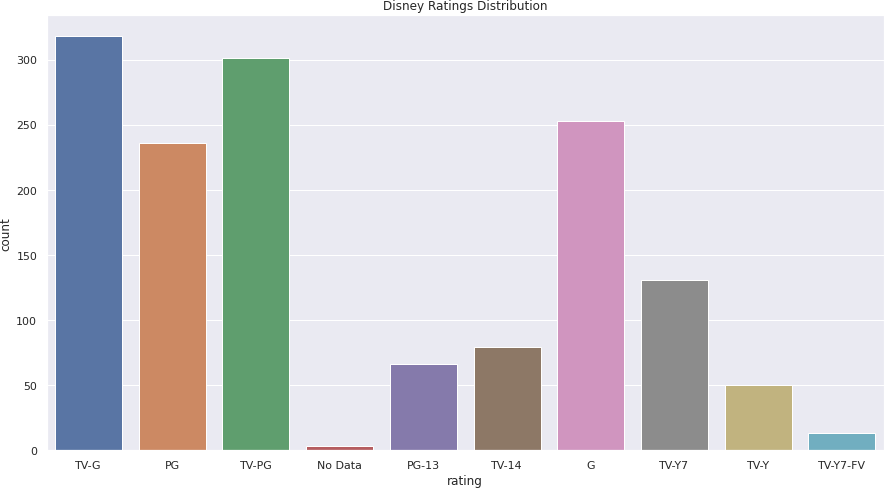 Disney Ratings Distribution
300
250
200
150
100
50
0
count
TV-G PG TV-PG No Data PG-13 TV-14 G TV-Y7 TV-Y TV-Y7-FV
rating